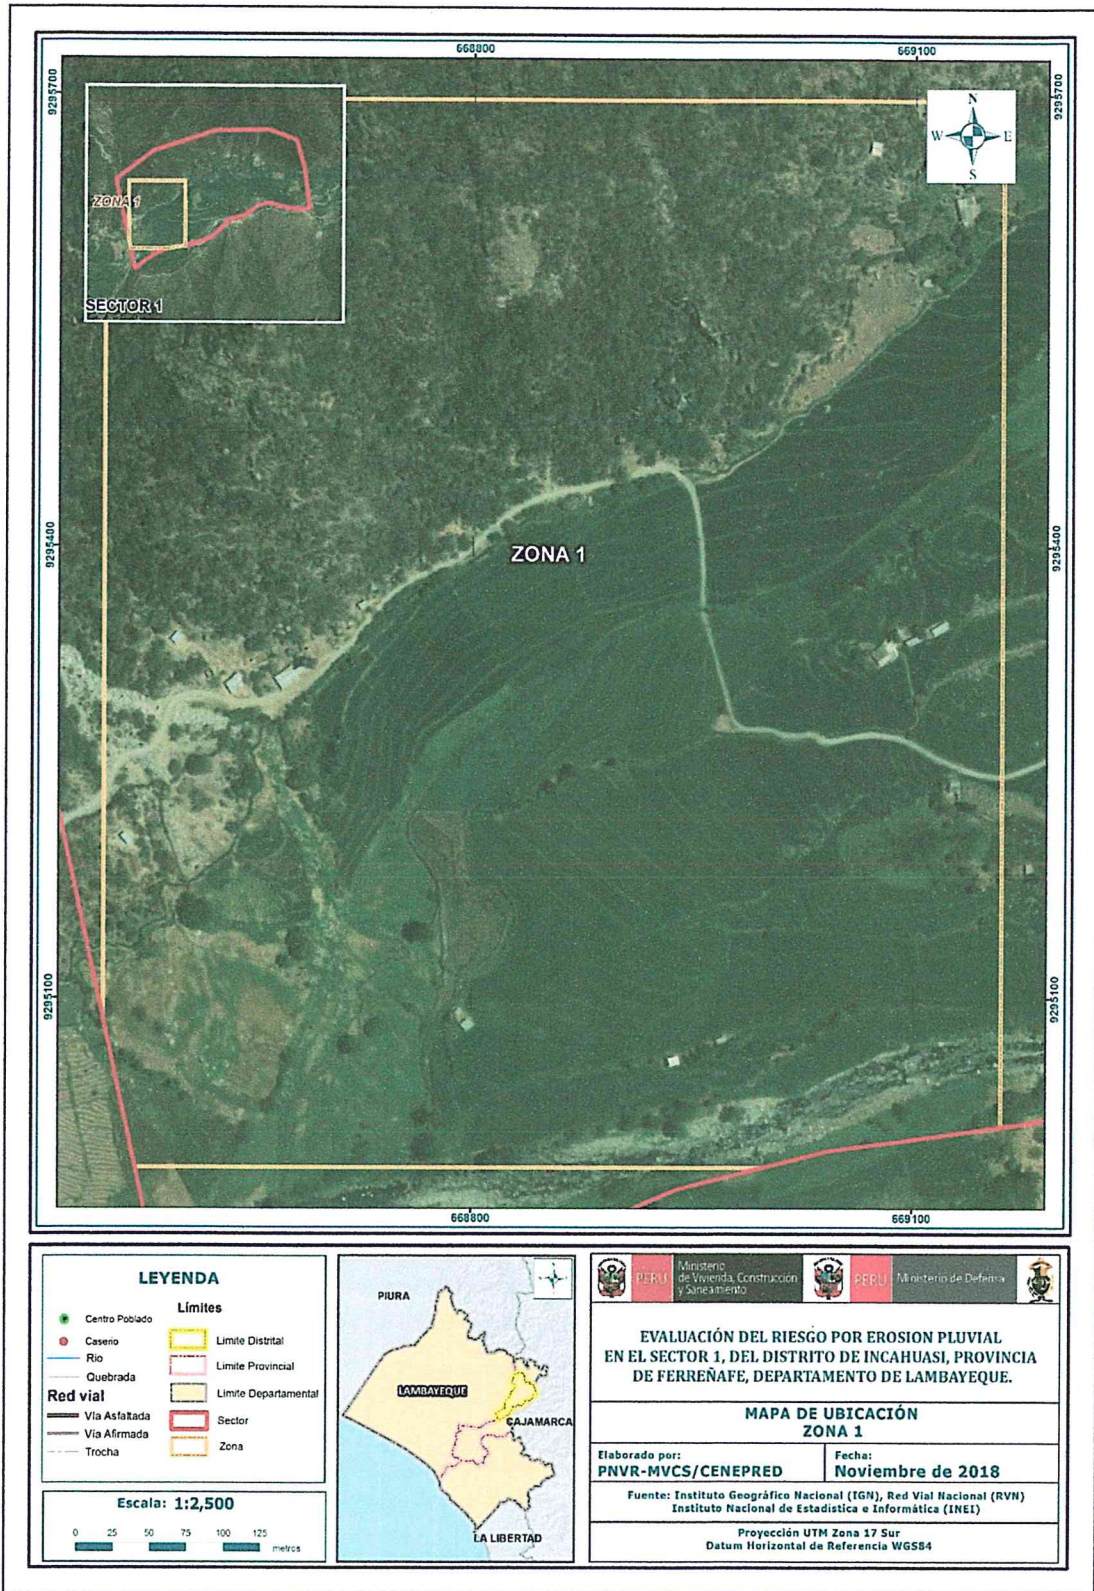 668800
669100
9295700
9295700
N
W
E
S
ZONA 1
SECTOR 1
9295400
ZONA 1
9295400
9295100
9295100
668800
669100
LEYENDA
Límites
Centro Poblado
Caserio
Rio
Quebrada
Red vial
Vía Asfaltada
Vía Afirmada
Trocha
Limite Distrital
Limite Provincial
Limite Departamental
Sector
Zona
Escala: 1:2,500
0 25 50 75 100 125
metros
PIURA
LAMBAYEQUE
CAJAMARCA
LA LIBERTAD
PERÚ
Ministerio
de Vivienda, Construcción
y Saneamiento
PERÚ
Ministerio de Defensa
EVALUACIÓN DEL RIESGO POR EROSION PLUVIAL
EN EL SECTOR 1, DEL DISTRITO DE INCAHUASI, PROVINCIA
DE FERREÑAFE, DEPARTAMENTO DE LAMBAYEQUE.
MAPA DE UBICACIÓN
ZONA 1
Elaborado por:
PNVR-MVCS/CENEPRED
Fecha:
Noviembre de 2018
Fuente: Instituto Geográfico Nacional (IGN), Red Vial Nacional (RVN)
Instituto Nacional de Estadística e Informática (INEI)
Proyección UTM Zona 17 Sur
Datum Horizontal de Referencia WGS84